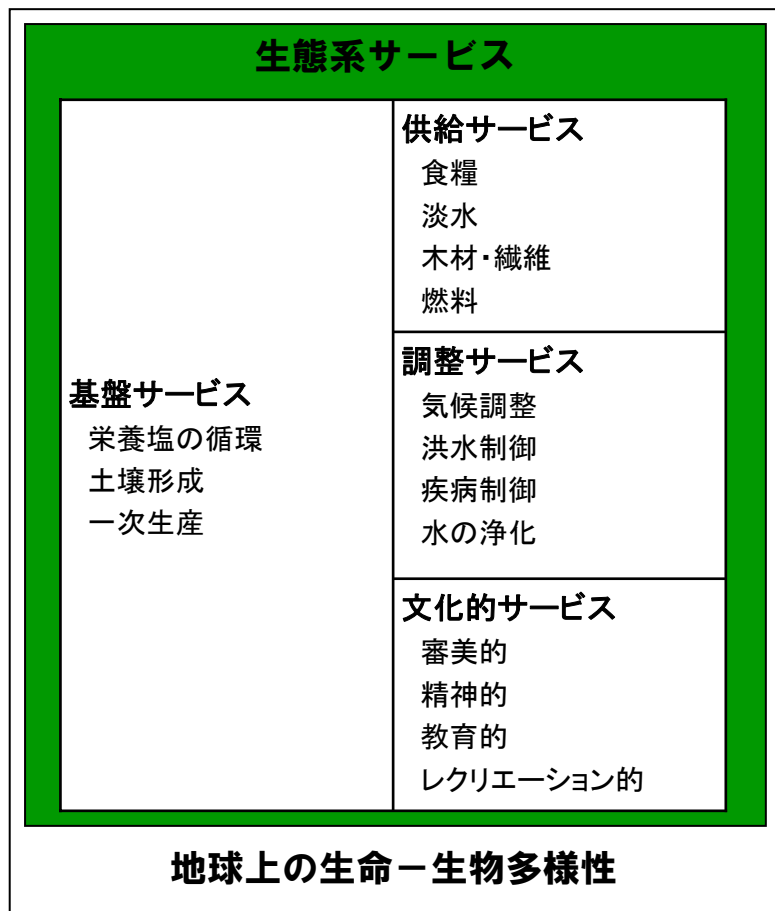 生態系サービス
基盤サービス
栄養塩の循環
土壌形成
一次生産
供給サービス
食糧
淡水
木材・繊維
燃料
調整サービス
気候調整
洪水制御
疾病制御
水の浄化
文化的サービス
審美的
精神的
教育的
レクリエーション的
地球上の生命－生物多様性